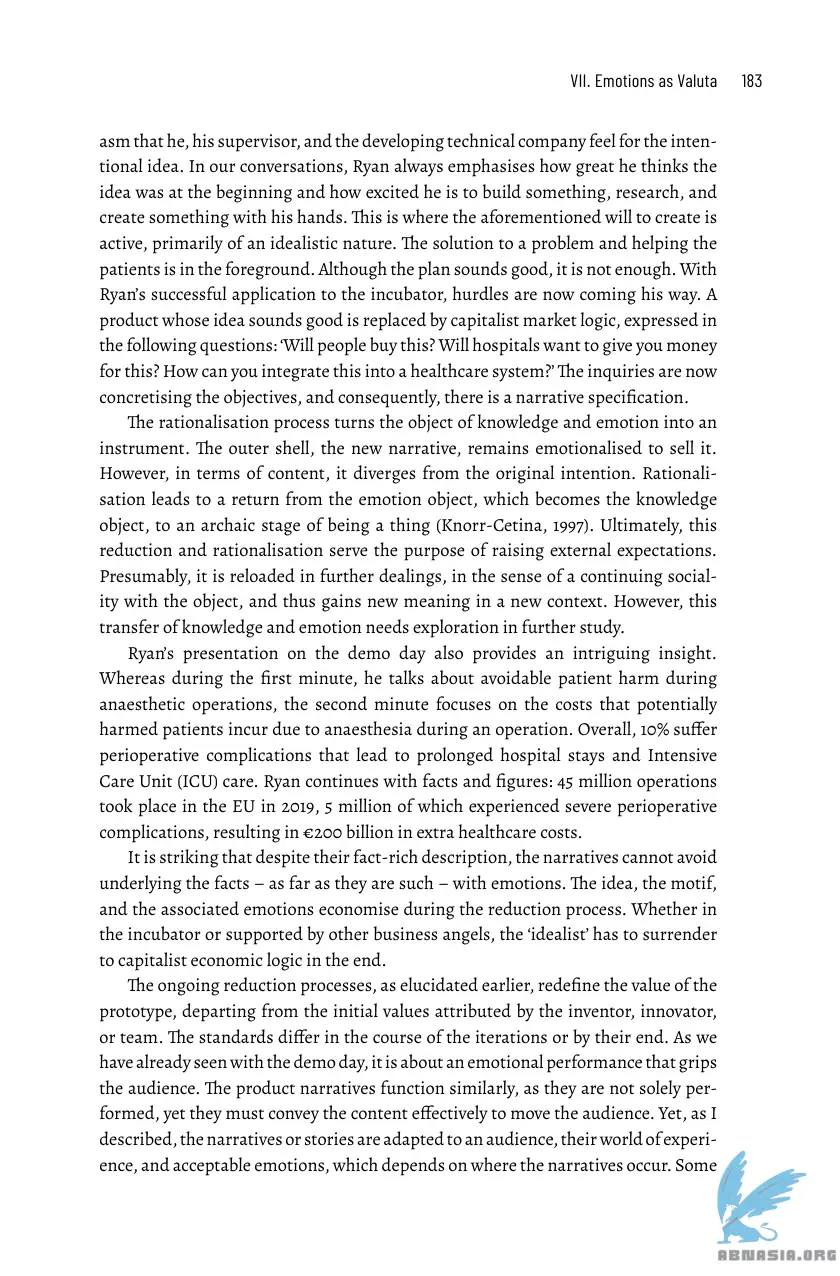 VII. Emotions as Valuta 183
asm that he, his supervisor, and the developing technical company feel for the inten-
tional idea. In our conversations, Ryan always emphasises how great he thinks the
idea was at the beginning and how excited he is to build something, research, and
create something with his hands. This is where the aforementioned will to create is
active, primarily of an idealistic nature. The solution to a problem and helping the
patients is in the foreground. Although the plan sounds good, it is not enough. With
Ryan’s successful application to the incubator, hurdles are now coming his way. A
product whose idea sounds good is replaced by capitalist market logic, expressed in
the following questions: ‘Will people buy this? Will hospitals want to give you money
for this? How can you integrate this into a healthcare system?’ The inquiries are now
concretising the objectives, and consequently, there is a narrative specification.
The rationalisation process turns the object of knowledge and emotion into an
instrument. The outer shell, the new narrative, remains emotionalised to sell it.
However, in terms of content, it diverges from the original intention. Rationali-
sation leads to a return from the emotion object, which becomes the knowledge
object, to an archaic stage of being a thing (Knorr-Cetina, 1997). Ultimately, this
reduction and rationalisation serve the purpose of raising external expectations.
Presumably, it is reloaded in further dealings, in the sense of a continuing social-
ity with the object, and thus gains new meaning in a new context. However, this
transfer of knowledge and emotion needs exploration in further study.
Ryan’s presentation on the demo day also provides an intriguing insight.
Whereas during the first minute, he talks about avoidable patient harm during
anaesthetic operations, the second minute focuses on the costs that potentially
harmed patients incur due to anaesthesia during an operation. Overall, 10% suffer
perioperative complications that lead to prolonged hospital stays and Intensive
Care Unit (ICU) care. Ryan continues with facts and figures: 45 million operations
took place in the EU in 2019, 5 million of which experienced severe perioperative
complications, resulting in €200 billion in extra healthcare costs.
It is striking that despite their fact-rich description, the narratives cannot avoid
underlying the facts – as far as they are such – with emotions. The idea, the motif,
and the associated emotions economise during the reduction process. Whether in
the incubator or supported by other business angels, the ‘idealist’ has to surrender
to capitalist economic logic in the end.
The ongoing reduction processes, as elucidated earlier, redefine the value of the
prototype, departing from the initial values attributed by the inventor, innovator,
or team. The standards differ in the course of the iterations or by their end. As we
have already seen with the demo day, it is about an emotional performance that grips
the audience. The product narratives function similarly, as they are not solely per-
formed, yet they must convey the content effectively to move the audience. Yet, as I
described, the narratives or stories are adapted to an audience, their world of experi-
ence, and acceptable emotions, which depends on where the narratives occur. Some
ABNASIA.ORG